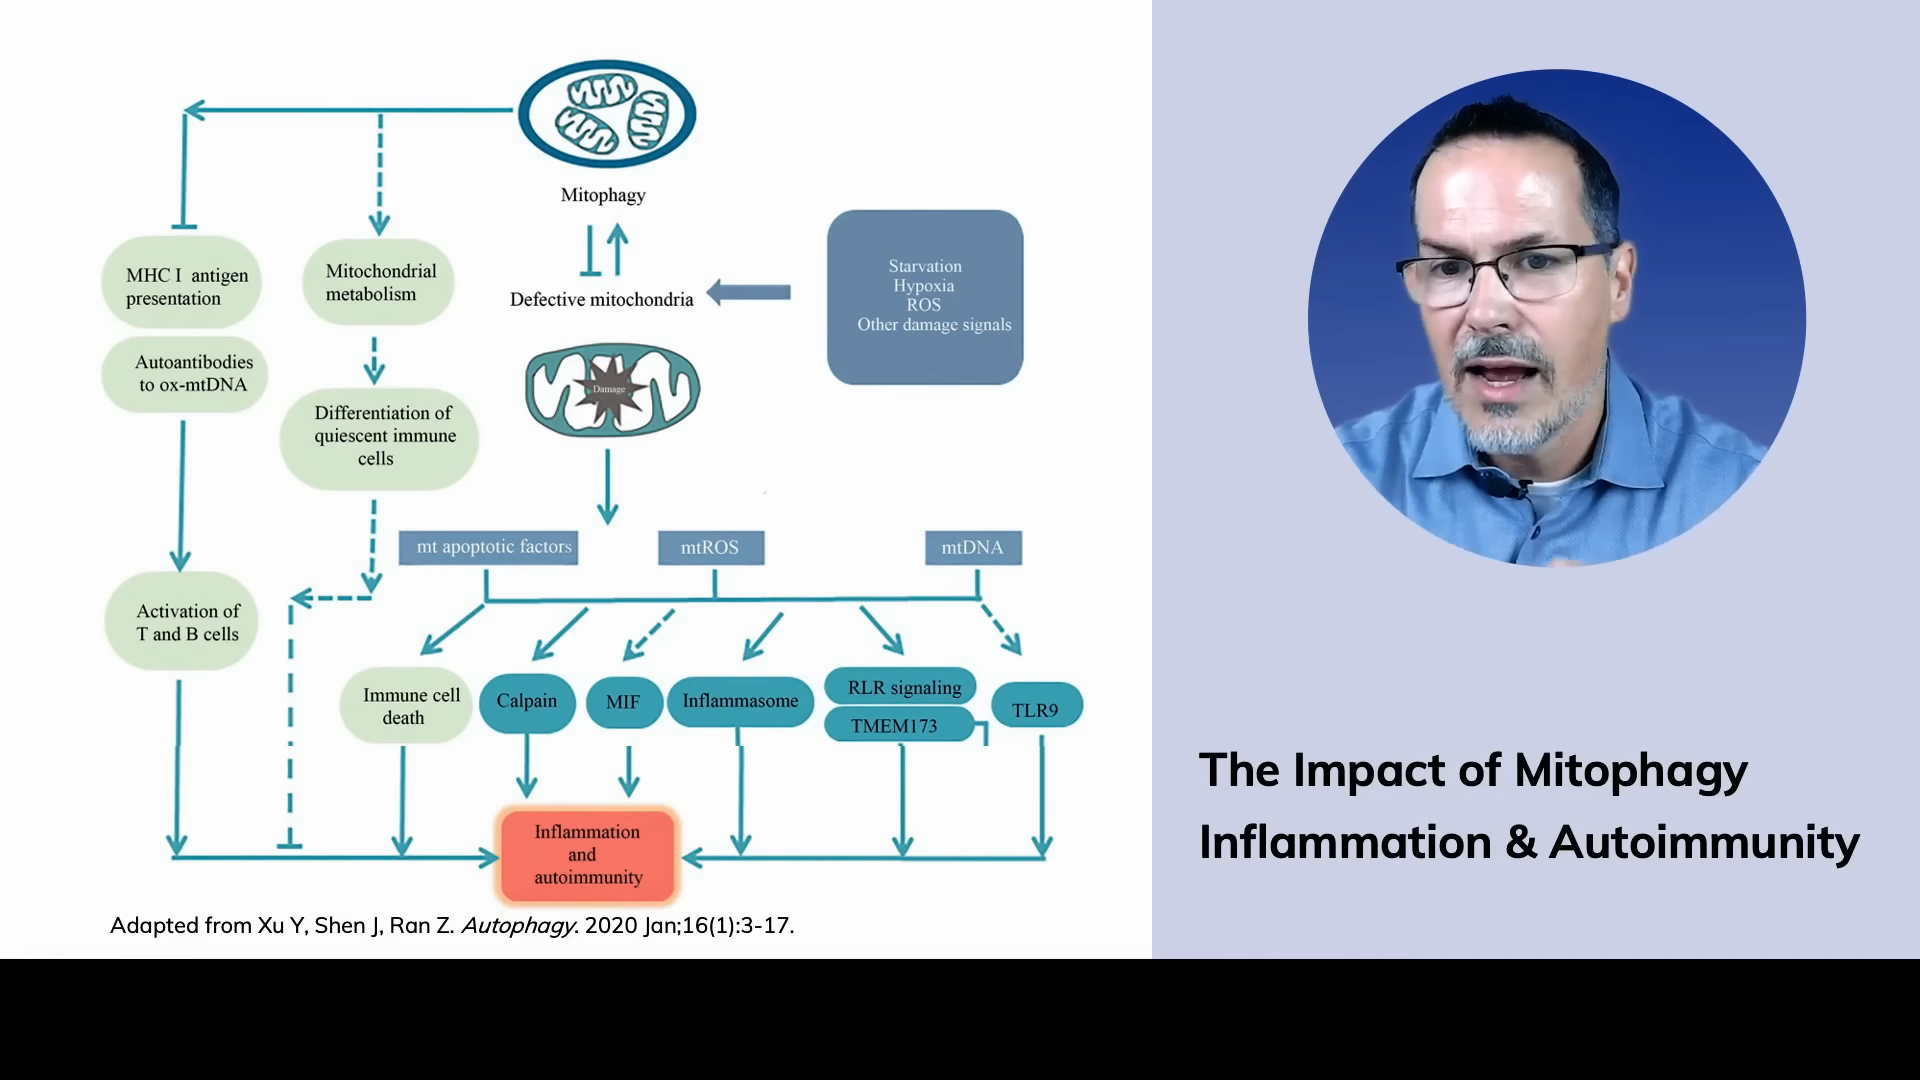 Mitophagy
MHC I antigen
presentation
Mitochondrial
metabolism
Defective mitochondria
Starvation
Hypoxia
ROS
Other damage signals
Autoantibodies
to ox-mtDNA
Damage
Differentiation of
quiescent immune
cells
mt apoptotic factors
mtROS
mtDNA
Activation of
T and B cells
Immune cell
death
Calpain
MIF
Inflammasome
RLR signaling
TMEM173
TLR9
Inflammation
and
autoimmunity
Adapted from Xu Y, Shen J, Ran Z. Autophagy. 2020 Jan;16(1):3-17.
The Impact of Mitophagy
Inflammation & Autoimmunity